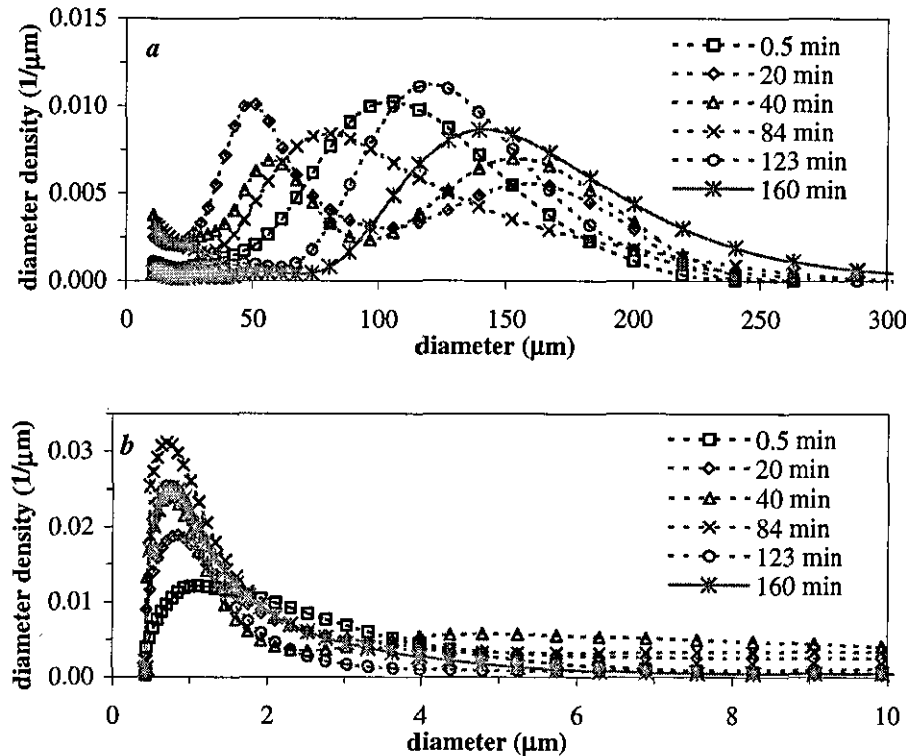 a
diameter density (1/μm)
0.015
0.010
0.005
0.000
0 50 100 150 200 250 300
diameter (μm)
0.5 min
20 min
40 min
84 min
123 min
160 min
b
diameter density (1/μm)
0.03
0.02
0.01
0.00
0 2 4 6 8 10
diameter (μm)
0.5 min
20 min
40 min
84 min
123 min
160 min